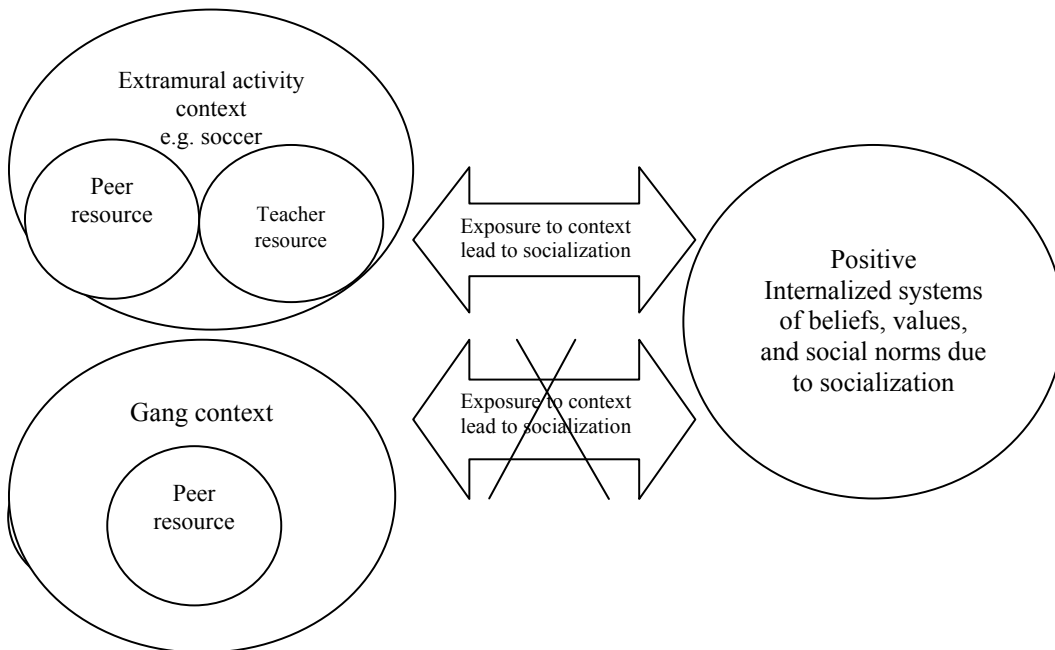 Extramural activity
context
e.g. soccer
Peer
resource
Teacher
resource
Exposure to context
lead to socialization
Positive
Internalized systems
of beliefs, values,
and social norms due
to socialization
Gang context
Peer
resource
Exposure to context
lead to socialization